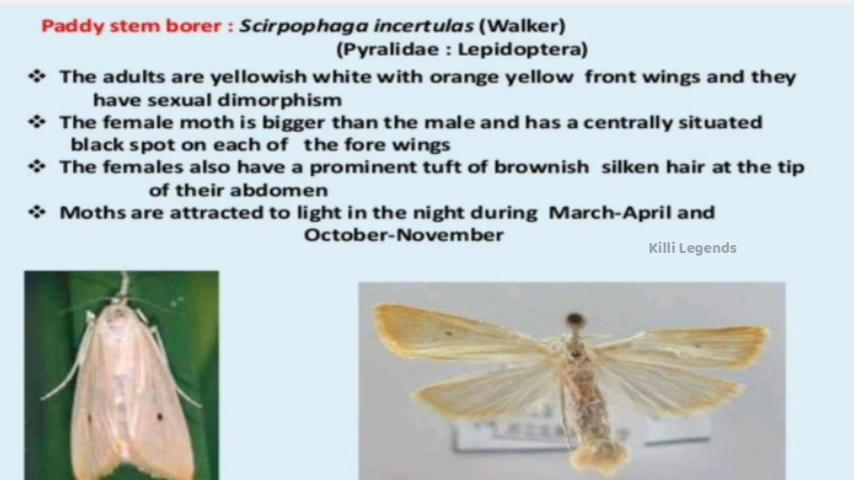 Paddy stem borer : Scirpophaga incertulas (Walker)
(Pyralidae : Lepidoptera)
❖ The adults are yellowish white with orange yellow front wings and they
have sexual dimorphism
❖ The female moth is bigger than the male and has a centrally situated
black spot on each of the fore wings
❖ The females also have a prominent tuft of brownish silken hair at the tip
of their abdomen
❖ Moths are attracted to light in the night during March-April and
October-November
Killi Legends